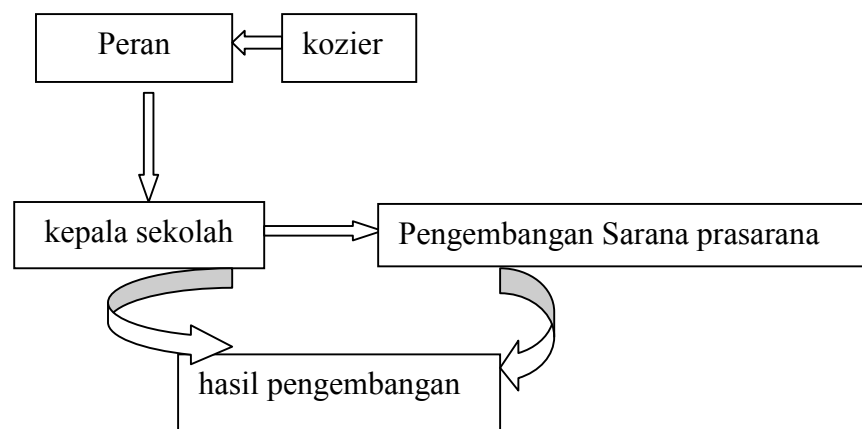 Peran
kozier
kepala sekolah
Pengembangan Sarana prasarana
hasil pengembangan